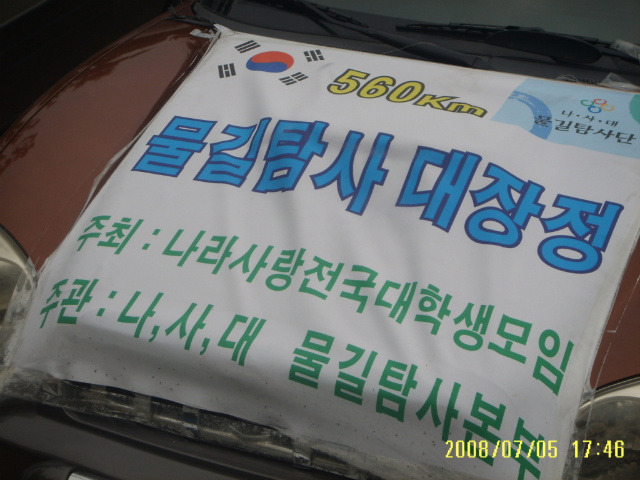 560Km
나·사·대
물길탐사단
물길탐사 대장정
주최 : 나라사랑전국대학생모임
주관 : 나,사,대 물길탐사본부
2008/07/05 17:46